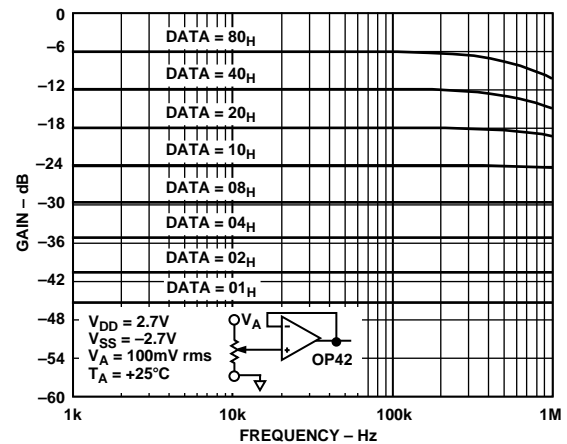 0
–6
–12
–18
–24
–30
–36
–42
–48
–54
–60
GAIN – dB
DATA = 80H
DATA = 40H
DATA = 20H
DATA = 10H
DATA = 08H
DATA = 04H
DATA = 02H
DATA = 01H
VDD = 2.7V
VSS = –2.7V
VA = 100mV rms
TA = +25°C
VA
–
+
OP42
1k
10k
100k
1M
FREQUENCY – Hz